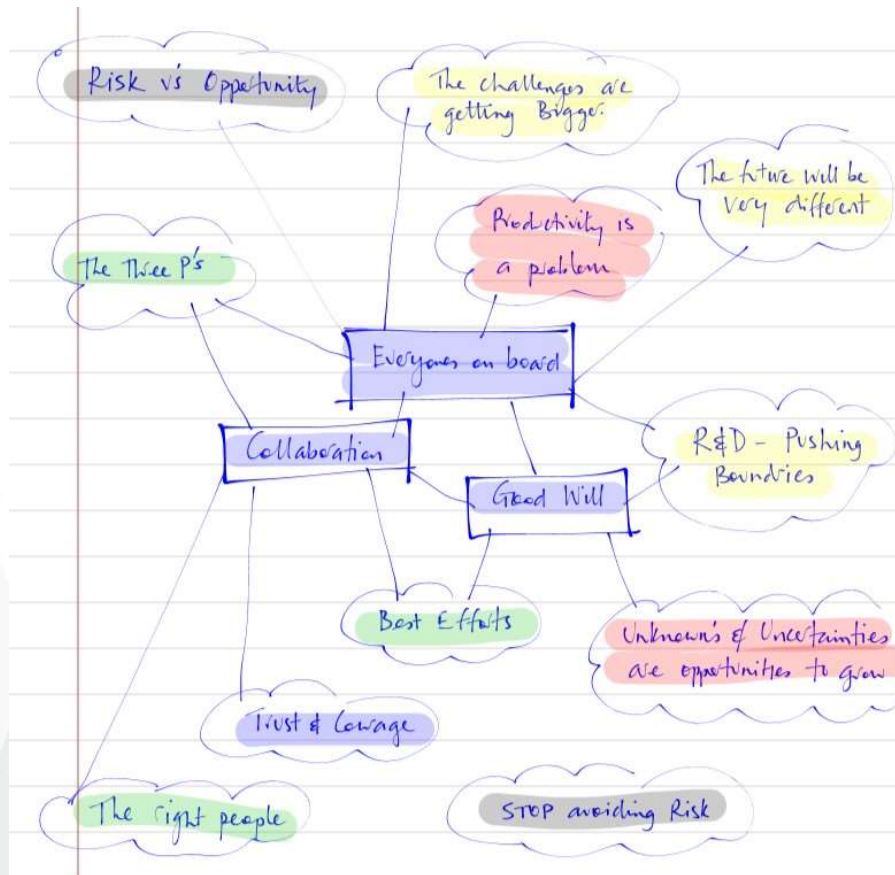 Risk v's Opportunity
The challenges are
getting Bigger.
The future will be
very different
Productivity is
a problem
The Three P's
Everyones on board
Collaboration
R&D - Pushing
Boundries
Good Will
Best Efforts
Unknown's & Uncertainties
are opportunities to grow
Trust & Courage
The right people
STOP avoiding Risk